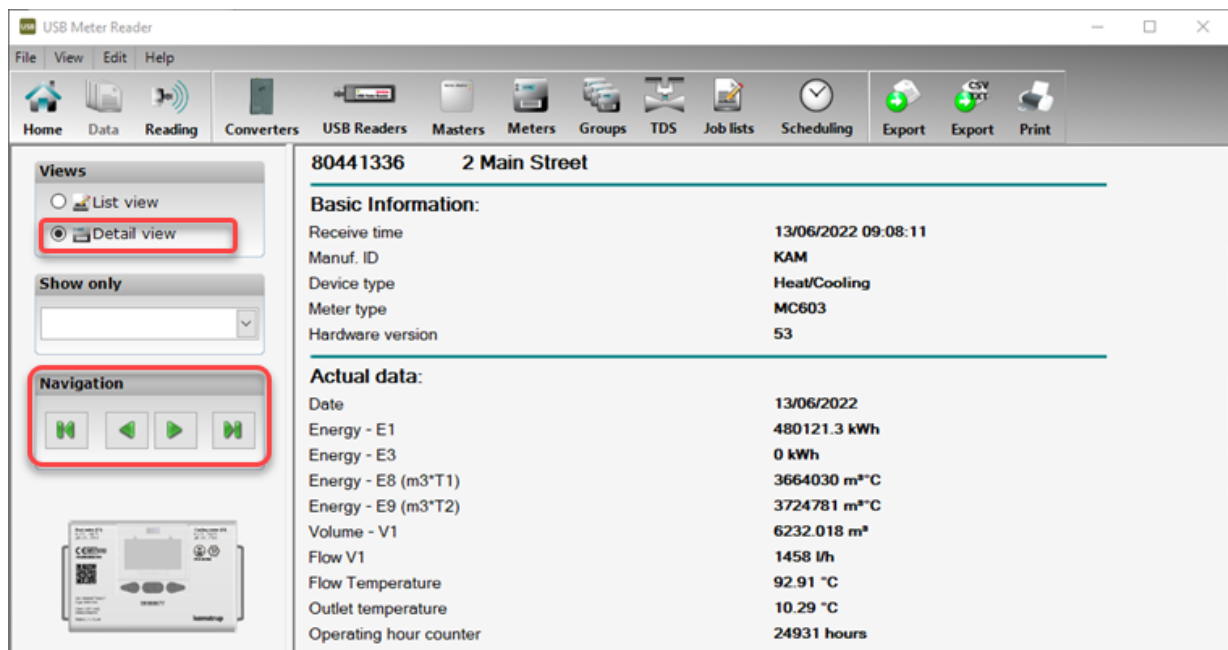 USB Meter Reader
File View Edit Help
Home Data Reading Converters USB Readers Masters Meters Groups TDS Job lists Scheduling Export Export Print
CSV
TXT
Views
List view
Detail view
Show only
Navigation
kamstrup
80441336 2 Main Street
Basic Information:
Receive time 13/06/2022 09:08:11
Manuf. ID KAM
Device type Heat/Cooling
Meter type MC603
Hardware version 53
Actual data:
Date 13/06/2022
Energy - E1 480121.3 kWh
Energy - E3 0 kWh
Energy - E8 (m3*T1) 3664030 m³°C
Energy - E9 (m3*T2) 3724781 m³°C
Volume - V1 6232.018 m³
Flow V1 1458 l/h
Flow Temperature 92.91 °C
Outlet temperature 10.29 °C
Operating hour counter 24931 hours